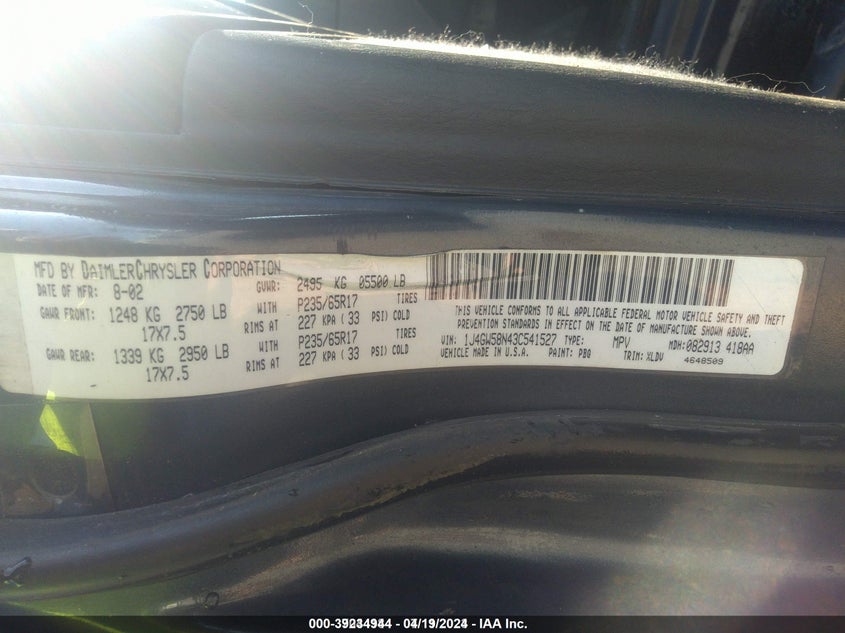 MFD BY DAIMLERCHRYSLER CORPORATION
DATE OF MFR: 8-02 GVWR: 2495 KG 05500 LB
GAWR FRONT: 1248 KG 2750 LB WITH P235/65R17 TIRES
17X7.5 RIMS AT 227 KPA ( 33 PSI) COLD
GAWR REAR: 1339 KG 2950 LB WITH P235/65R17 TIRES
17X7.5 RIMS AT 227 KPA ( 33 PSI) COLD
THIS VEHICLE CONFORMS TO ALL APPLICABLE FEDERAL MOTOR VEHICLE SAFETY AND THEFT
PREVENTION STANDARDS IN EFFECT ON THE DATE OF MANUFACTURE SHOWN ABOVE.
VIN: 1J4GW58N43C541527 TYPE: MPV MDH: 082913 418AA
VEHICLE MADE IN U.S.A. PAINT: PBQ TRIM: XLDV 4648509
04/19/2024 - IAA Inc.